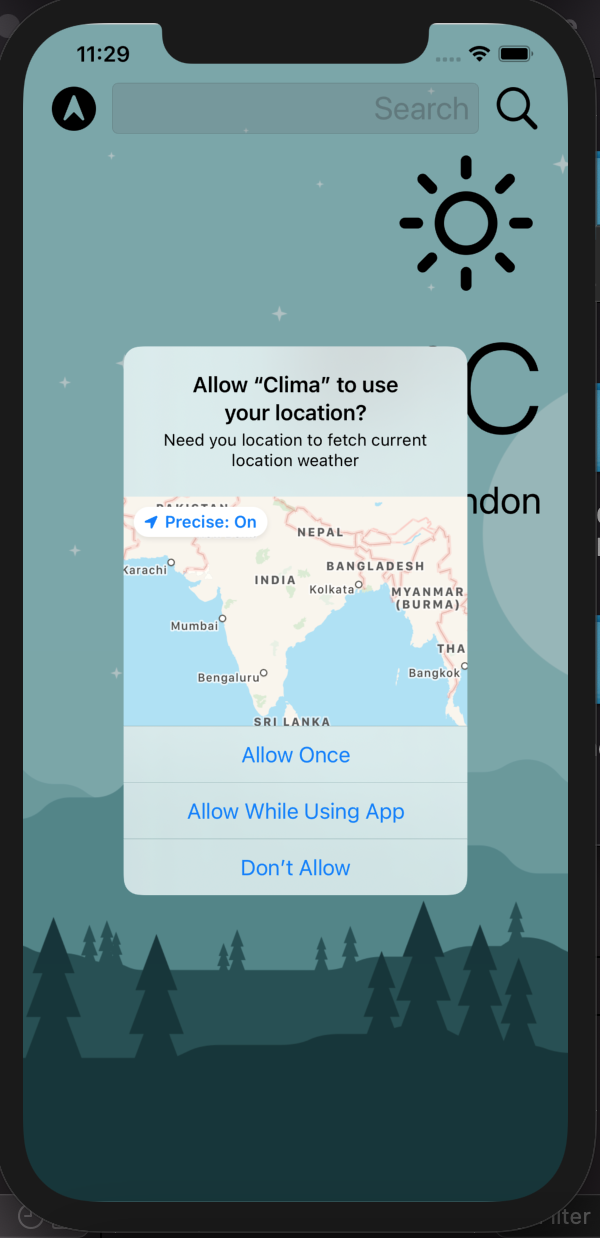 11:29
Search
C
ndon
Allow “Clima” to use
your location?
Need you location to fetch current
location weather
PAKISTAN
Precise: On
NEPAL
Karachi
BANGLADESH
INDIA
Kolkata
MYANMAR
(BURMA)
Mumbai
THA
Bengaluru
Bangkok
SRI LANKA
Allow Once
Allow While Using App
Don’t Allow